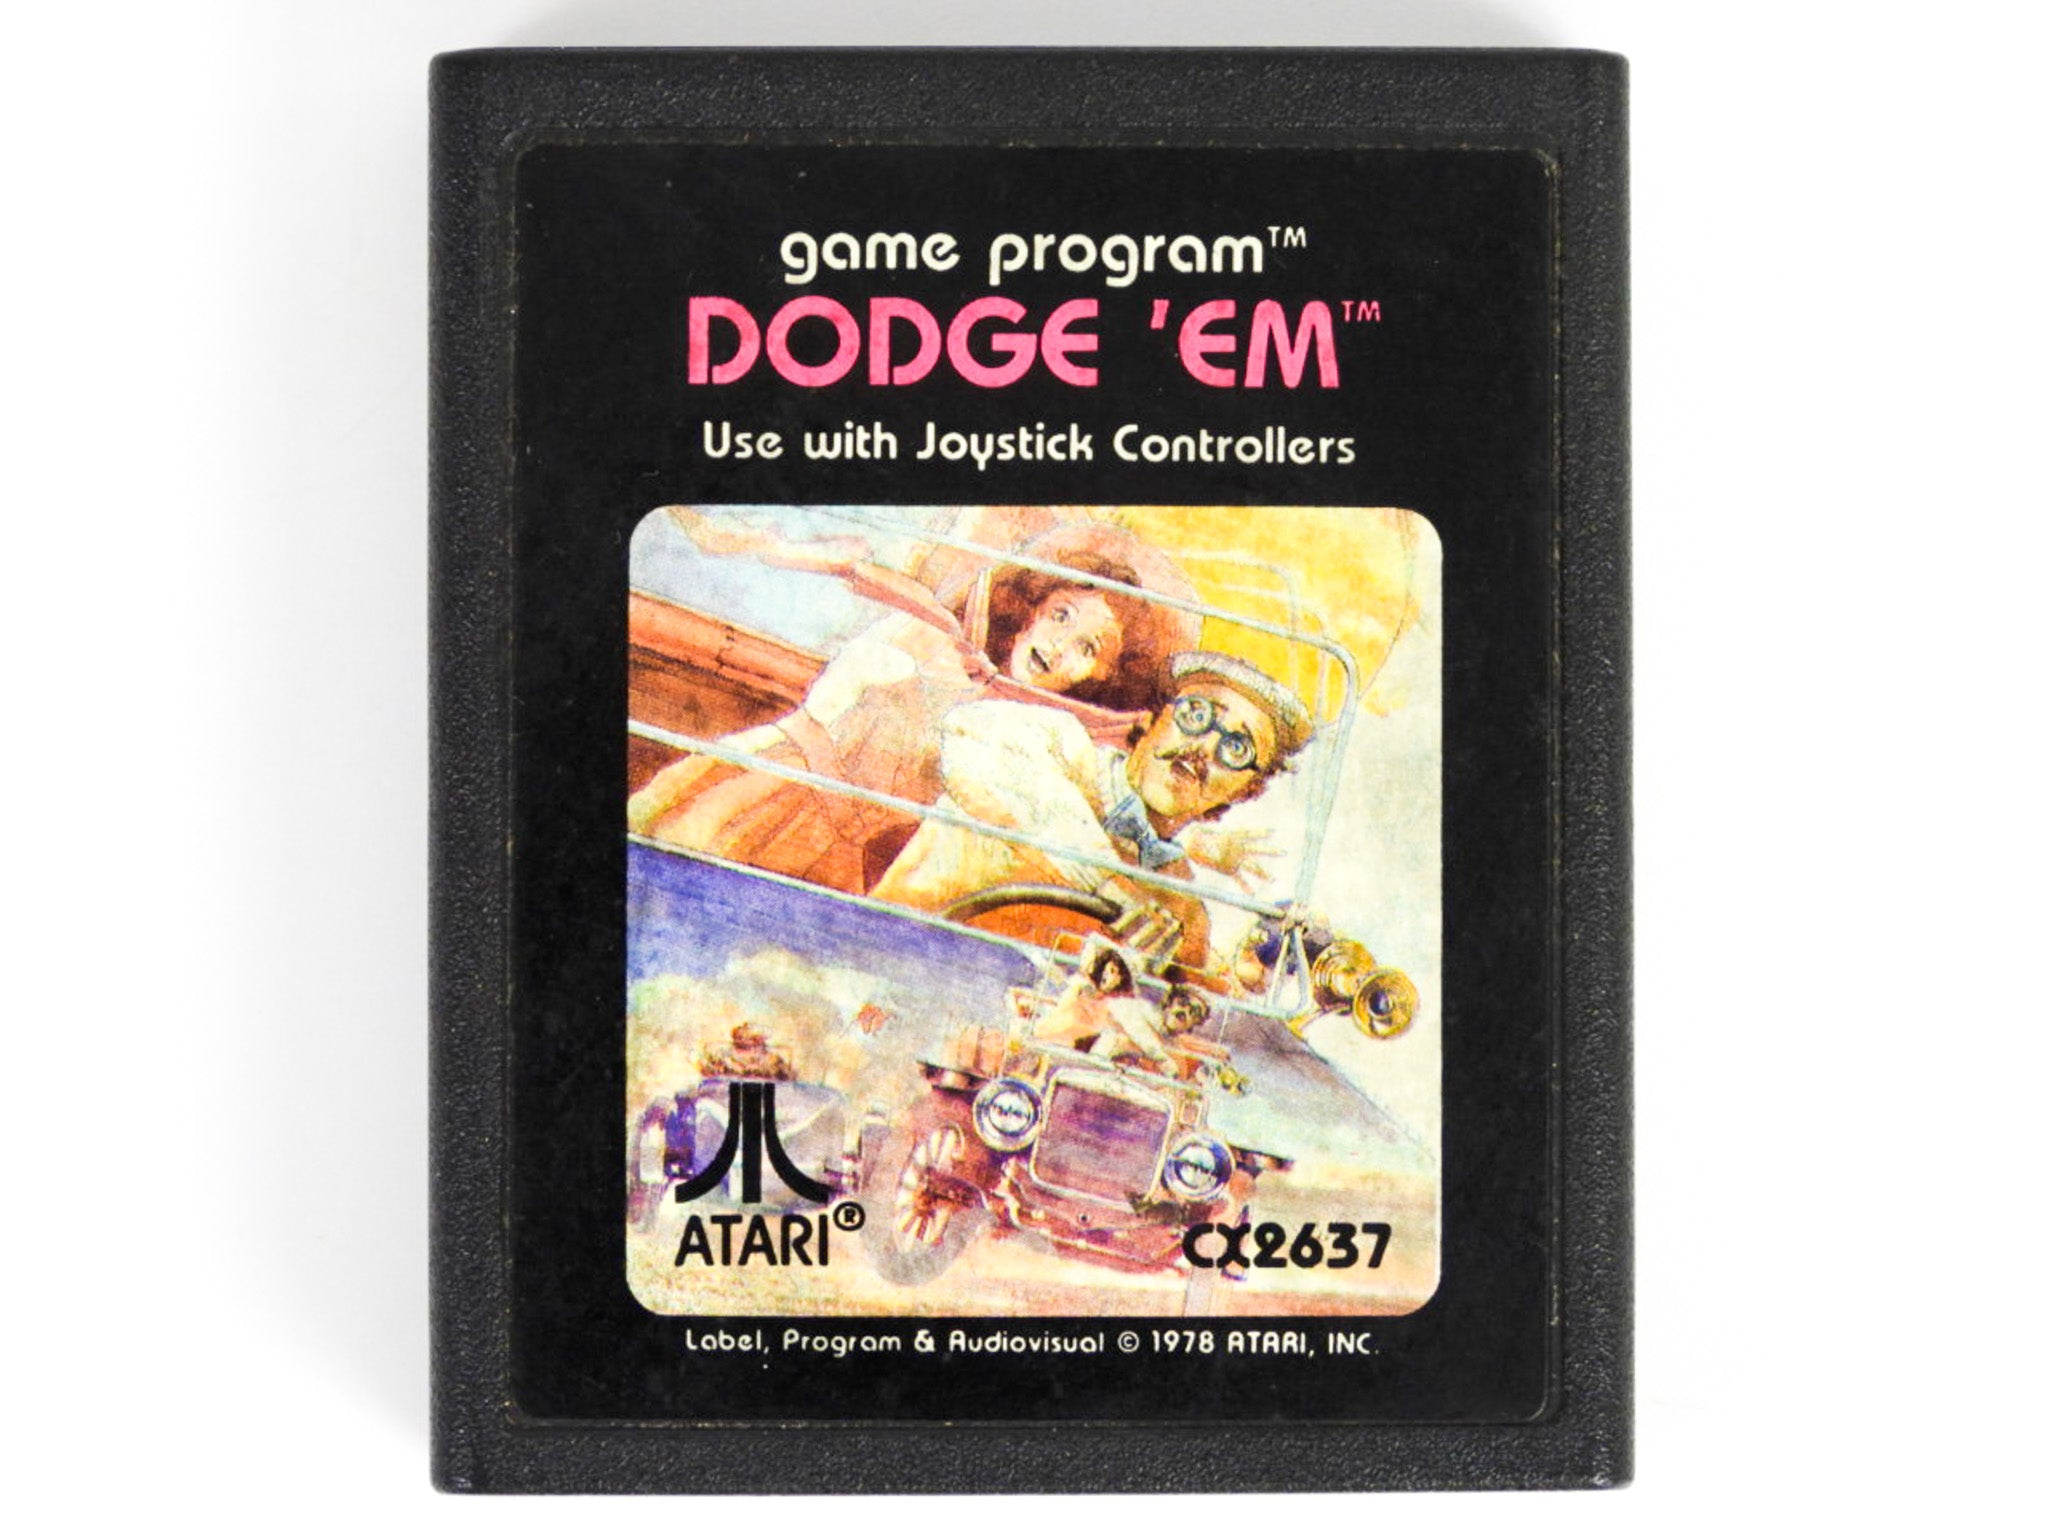 game program™
DODGE 'EM™
Use with Joystick Controllers
ATARI®
CX2637
Label, Program & Audiovisual © 1978 ATARI, INC.